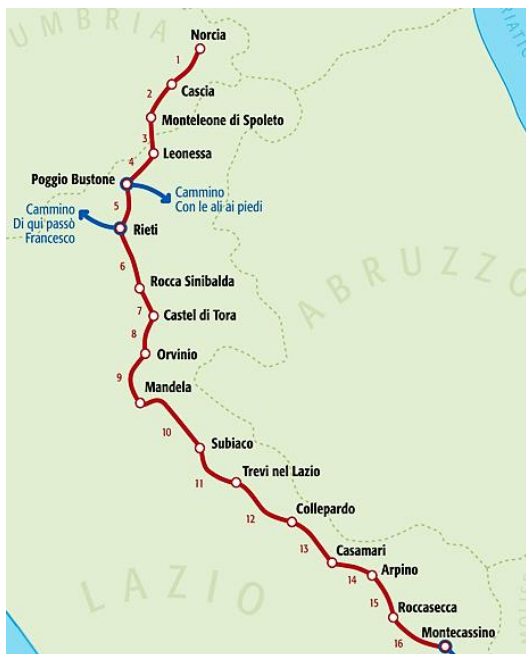 UMBRIA
Norcia
1
Cascia
2
Monteleone di Spoleto
3
Leonessa
4
Poggio Bustone
Cammino
Con le ali ai piedi
5
Cammino
Di qui passò
Francesco
Rieti
ABRUZZO
6
Rocca Sinibalda
7
Castel di Tora
8
Orvinio
9
Mandela
10
Subiaco
11
Trevi nel Lazio
12
Collepardo
13
Casamari
14
Arpino
LAZIO
15
Roccasecca
16
Montecassino